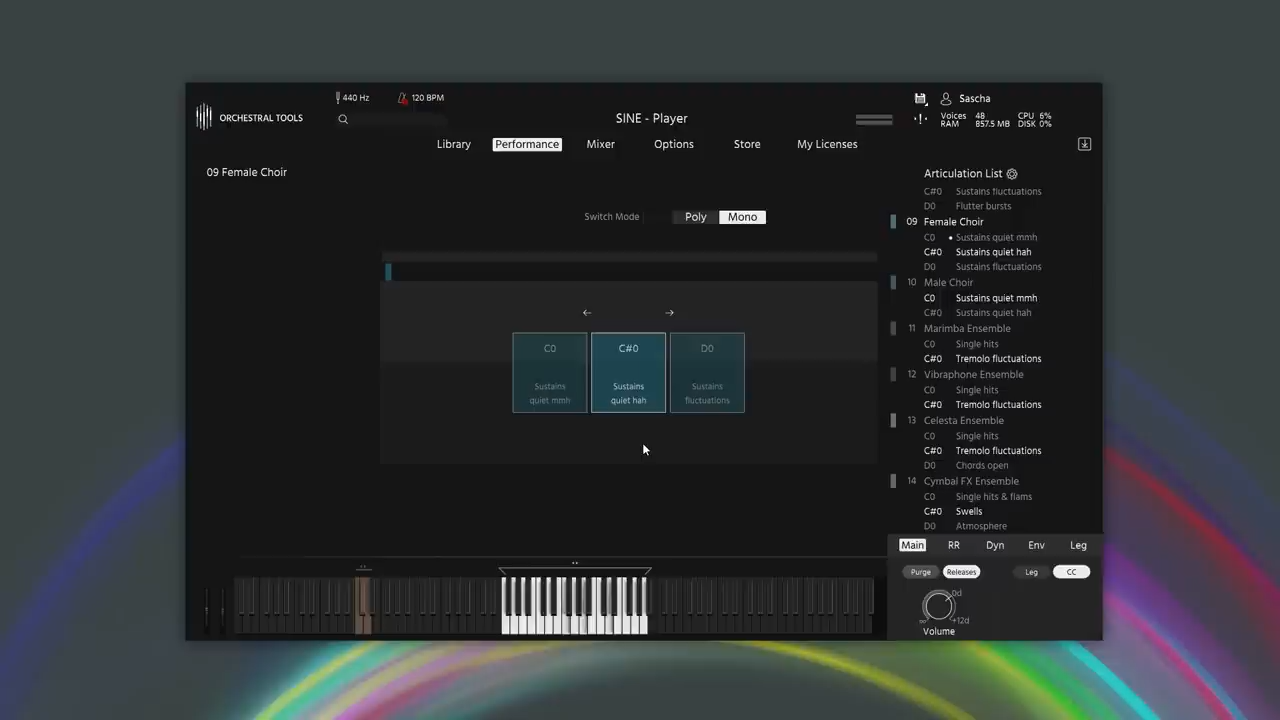 440 Hz
120 BPM
ORCHESTRAL TOOLS
SINE - Player
Sascha
Voices 48 CPU 6%
RAM 857.5 MB DISK 0%
Library Performance Mixer Options Store My Licenses
09 Female Choir
Switch Mode Poly Mono
C0 C#0 D0
Sustains Sustains Sustains
quiet mmh quiet hah fluctuations
Articulation List
C#0 Sustains fluctuations
D0 Flutter bursts
09 Female Choir
C0 Sustains quiet mmh
C#0 Sustains quiet hah
D0 Sustains fluctuations
10 Male Choir
C0 Sustains quiet mmh
C#0 Sustains quiet hah
11 Marimba Ensemble
C0 Single hits
C#0 Tremolo fluctuations
12 Vibraphone Ensemble
C0 Single hits
C#0 Tremolo fluctuations
13 Celesta Ensemble
C0 Single hits
C#0 Tremolo fluctuations
D0 Chords open
14 Cymbal FX Ensemble
C0 Single hits & flams
C#0 Swells
D0 Atmosphere
Main RR Dyn Env Leg
Purge Releases Leg CC
0d
∞ +12d
Volume